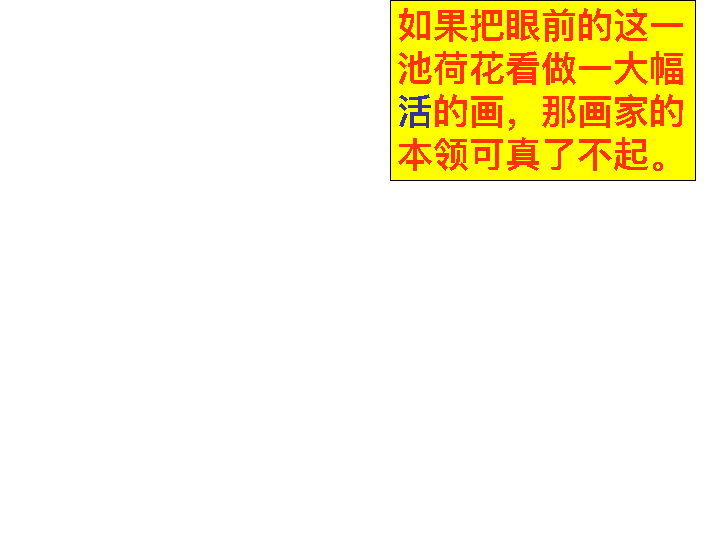 如果把眼前的这一
池荷花看做一大幅
活的画，那画家的
本领可真了不起。